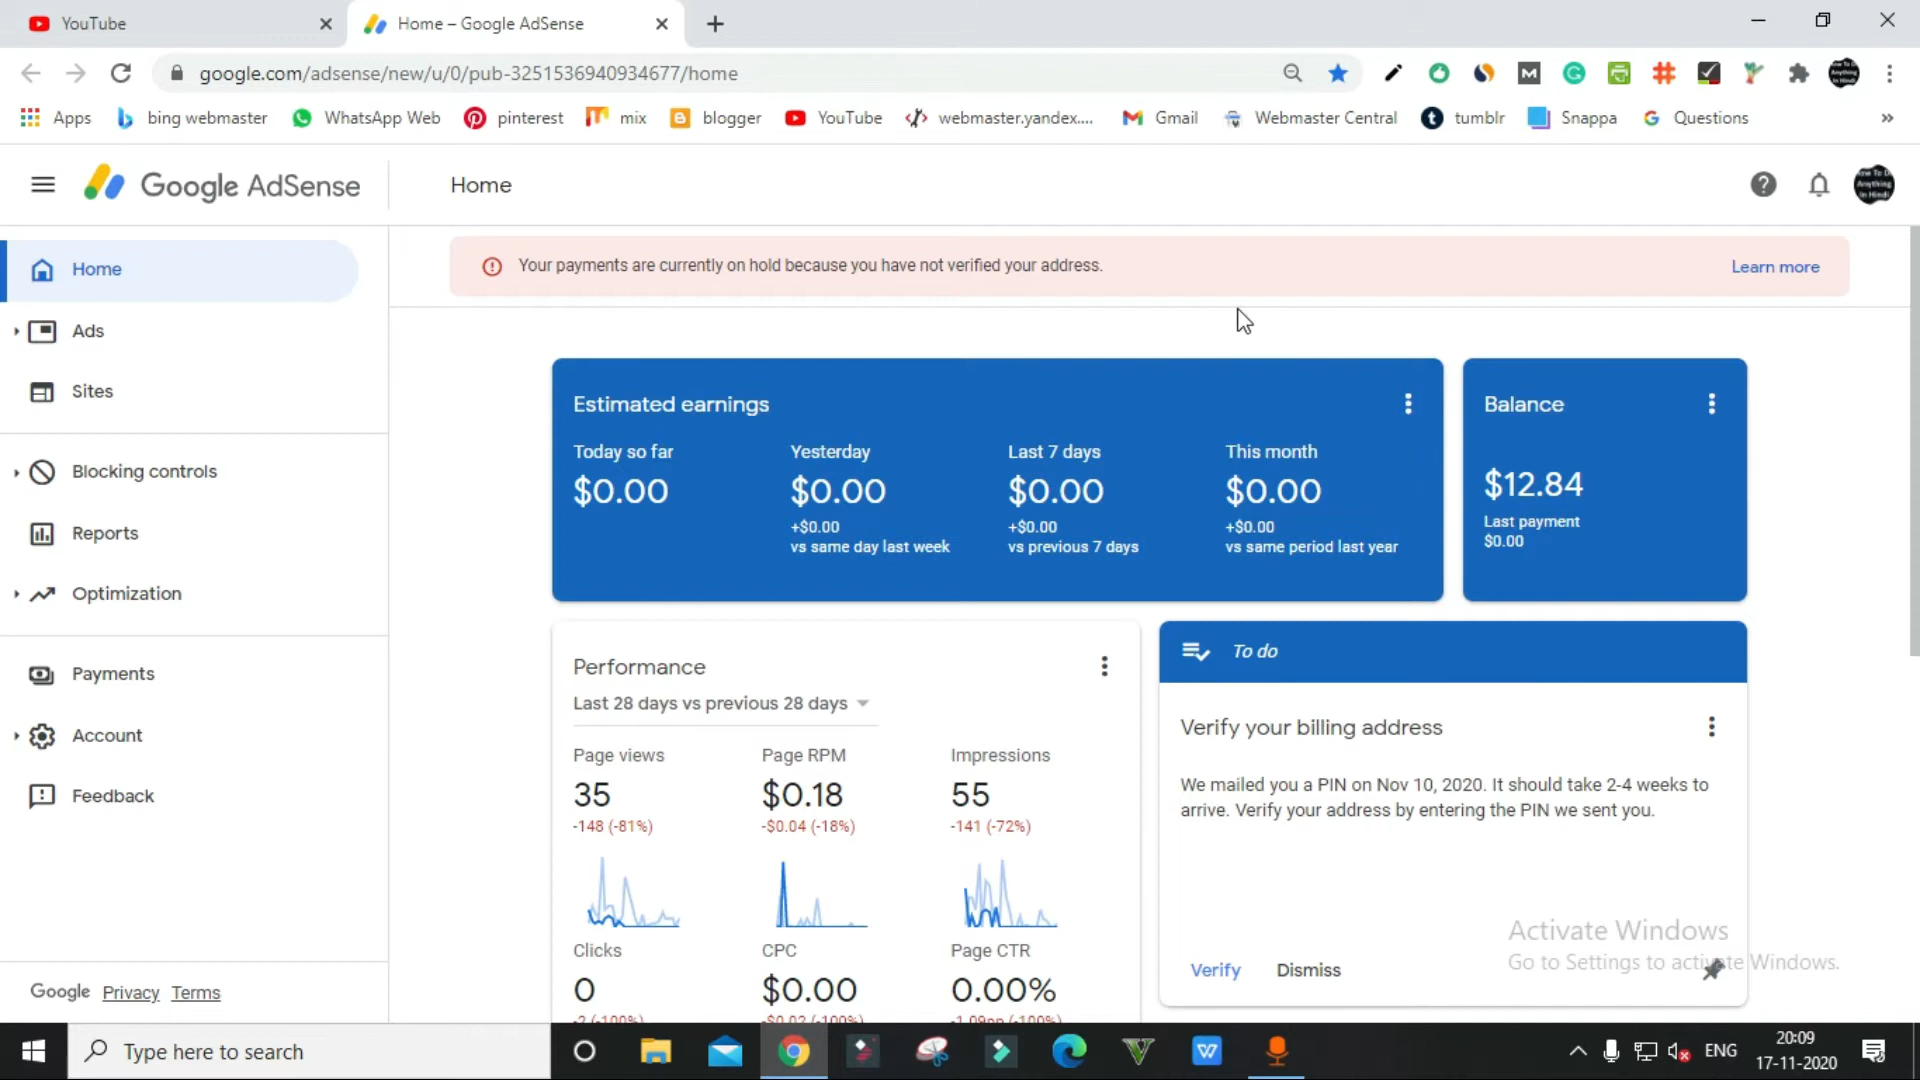 YouTube
Home – Google AdSense
google.com/adsense/new/u/0/pub-3251536940934677/home
Apps
bing webmaster
WhatsApp Web
pinterest
mix
blogger
YouTube
webmaster.yandex....
Gmail
Webmaster Central
tumblr
Snappa
Questions
»
Google AdSense
Home
Your payments are currently on hold because you have not verified your address.
Learn more
Home
Ads
Sites
Blocking controls
Reports
Optimization
Payments
Account
Feedback
Google Privacy Terms
Estimated earnings
Today so far
$0.00
Yesterday
$0.00
+$0.00
vs same day last week
Last 7 days
$0.00
+$0.00
vs previous 7 days
This month
$0.00
+$0.00
vs same period last year
Balance
$12.84
Last payment
$0.00
Performance
Last 28 days vs previous 28 days
Page views
35
-148 (-81%)
Page RPM
$0.18
-$0.04 (-18%)
Impressions
55
-141 (-72%)
Clicks
0
-2 (-100%)
CPC
$0.00
-$0.02 (-100%)
Page CTR
0.00%
-1.09pp (-100%)
To do
Verify your billing address
We mailed you a PIN on Nov 10, 2020. It should take 2-4 weeks to
arrive. Verify your address by entering the PIN we sent you.
Verify
Dismiss
Activate Windows
Go to Settings to activate Windows.
Type here to search
ENG
20:09
17-11-2020